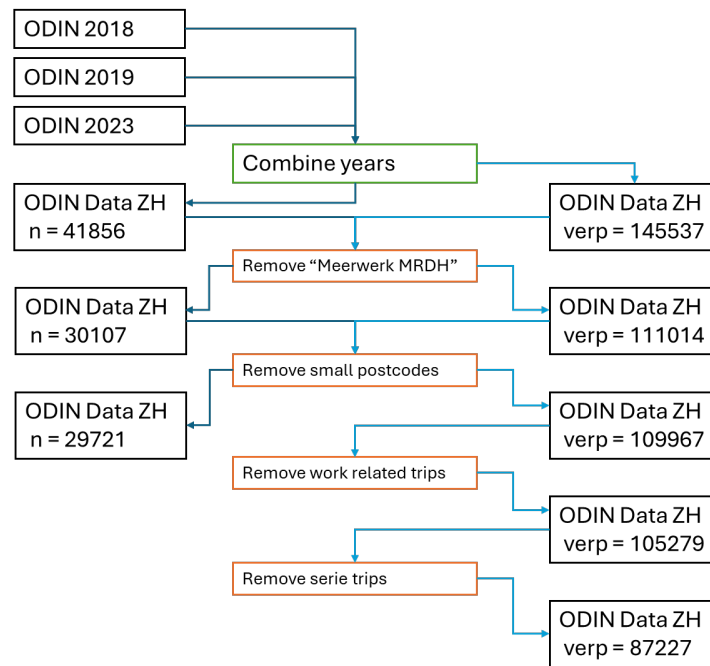 ODIN 2018
ODIN 2019
ODIN 2023
Combine years
ODIN Data ZH
n = 41856
ODIN Data ZH
verp = 145537
Remove “Meerwerk MRDH”
ODIN Data ZH
n = 30107
ODIN Data ZH
verp = 111014
Remove small postcodes
ODIN Data ZH
n = 29721
ODIN Data ZH
verp = 109967
Remove work related trips
ODIN Data ZH
verp = 105279
Remove serie trips
ODIN Data ZH
verp = 87227